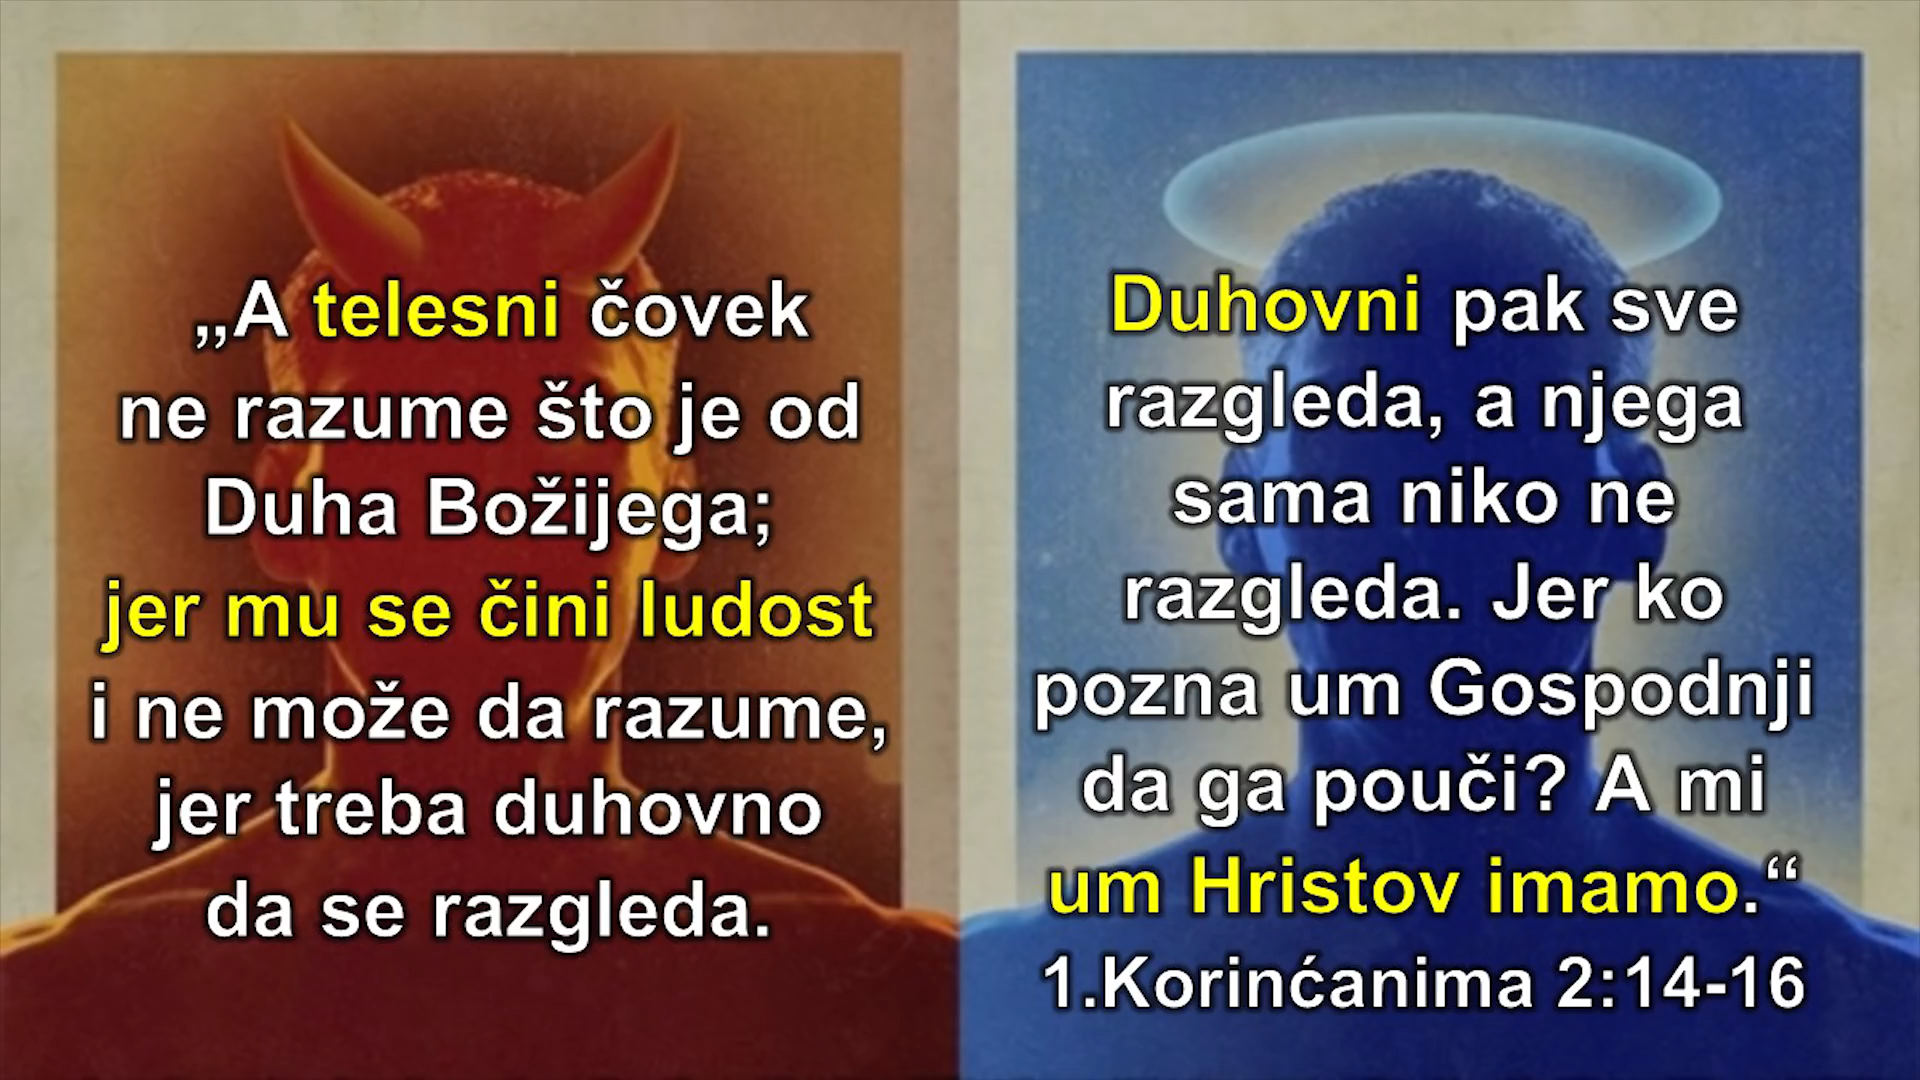 „A telesni čovek
ne razume što je od
Duha Božijega;
jer mu se čini ludost
i ne može da razume,
jer treba duhovno
da se razgleda.
Duhovni pak sve
razgleda, a njega
sama niko ne
razgleda. Jer ko
pozna um Gospodnji
da ga pouči? A mi
um Hristov imamo.“
1.Korinćanima 2:14-16